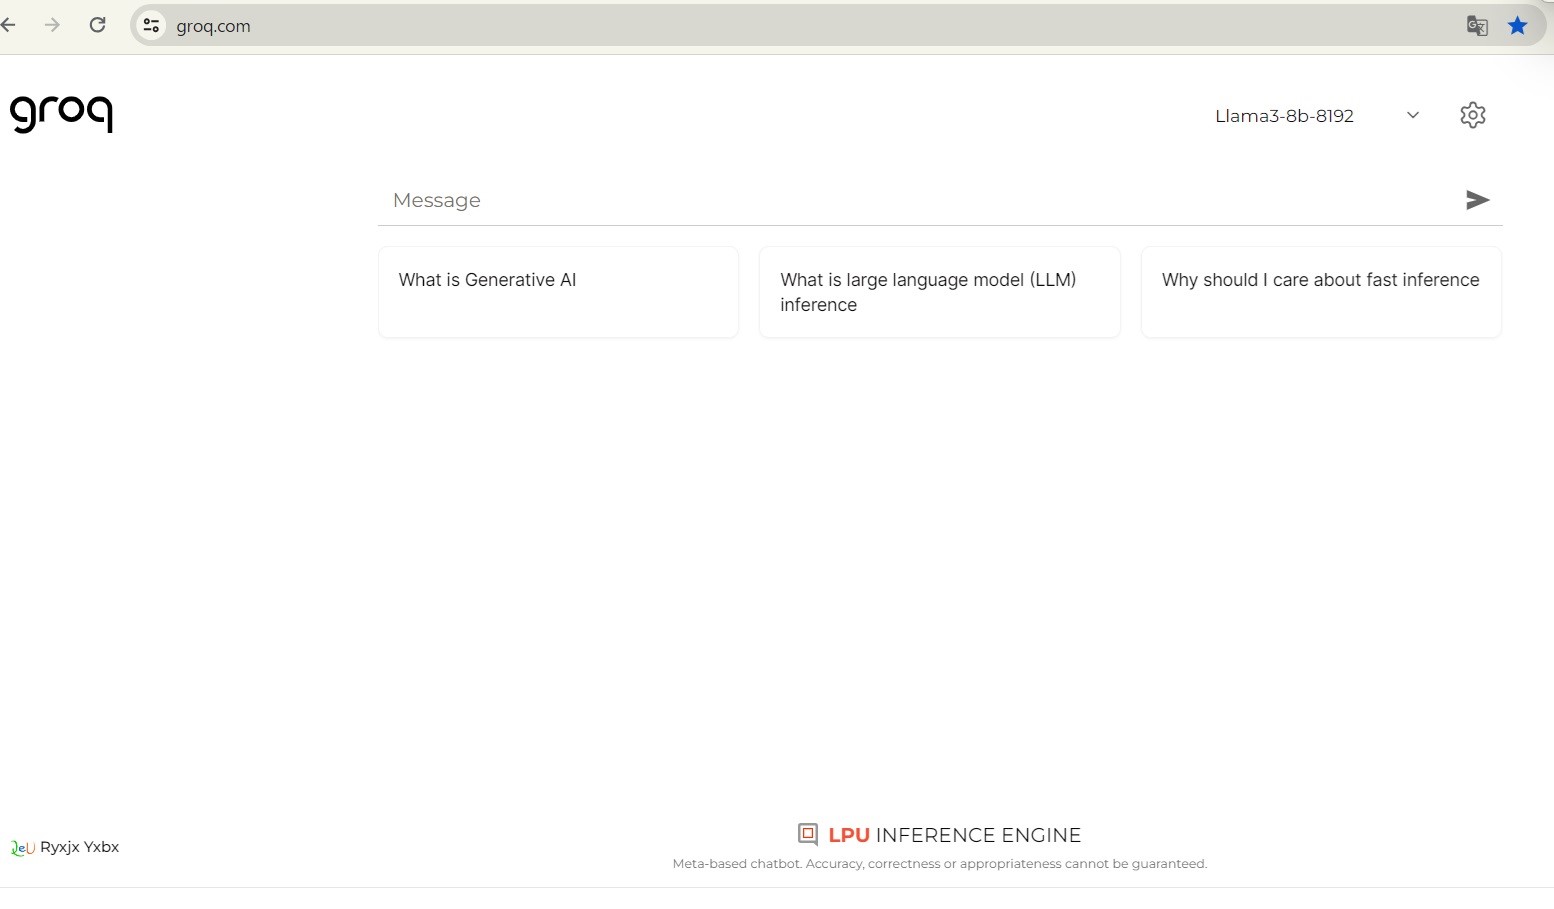 groq.com
groq
Llama3-8b-8192
Message
What is Generative AI
What is large language model (LLM)
inference
Why should I care about fast inference
LPU INFERENCE ENGINE
QeU Ryxjx Yxbx
Meta-based chatbot. Accuracy, correctness or appropriateness cannot be guaranteed.